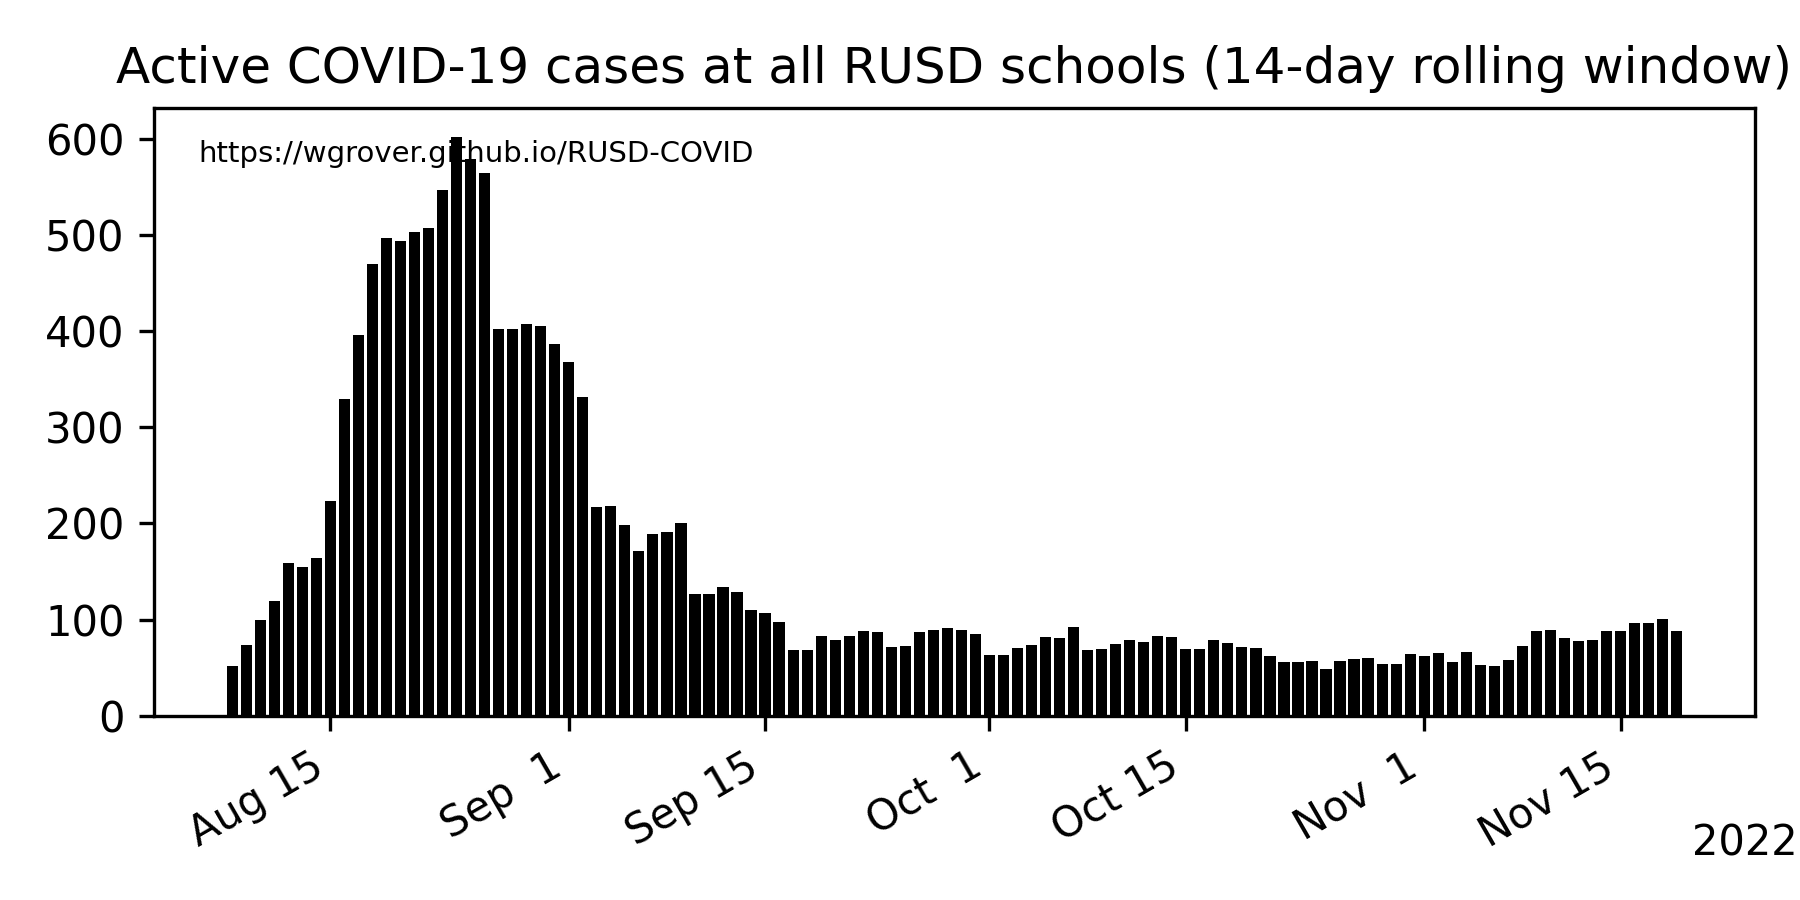 Active COVID-19 cases at all RUSD schools (14-day rolling window)
https://wgrover.github.io/RUSD-COVID
600
500
400
300
200
100
0
Aug 15
Sep 1
Sep 15
Oct 1
Oct 15
Nov 1
Nov 15
2022